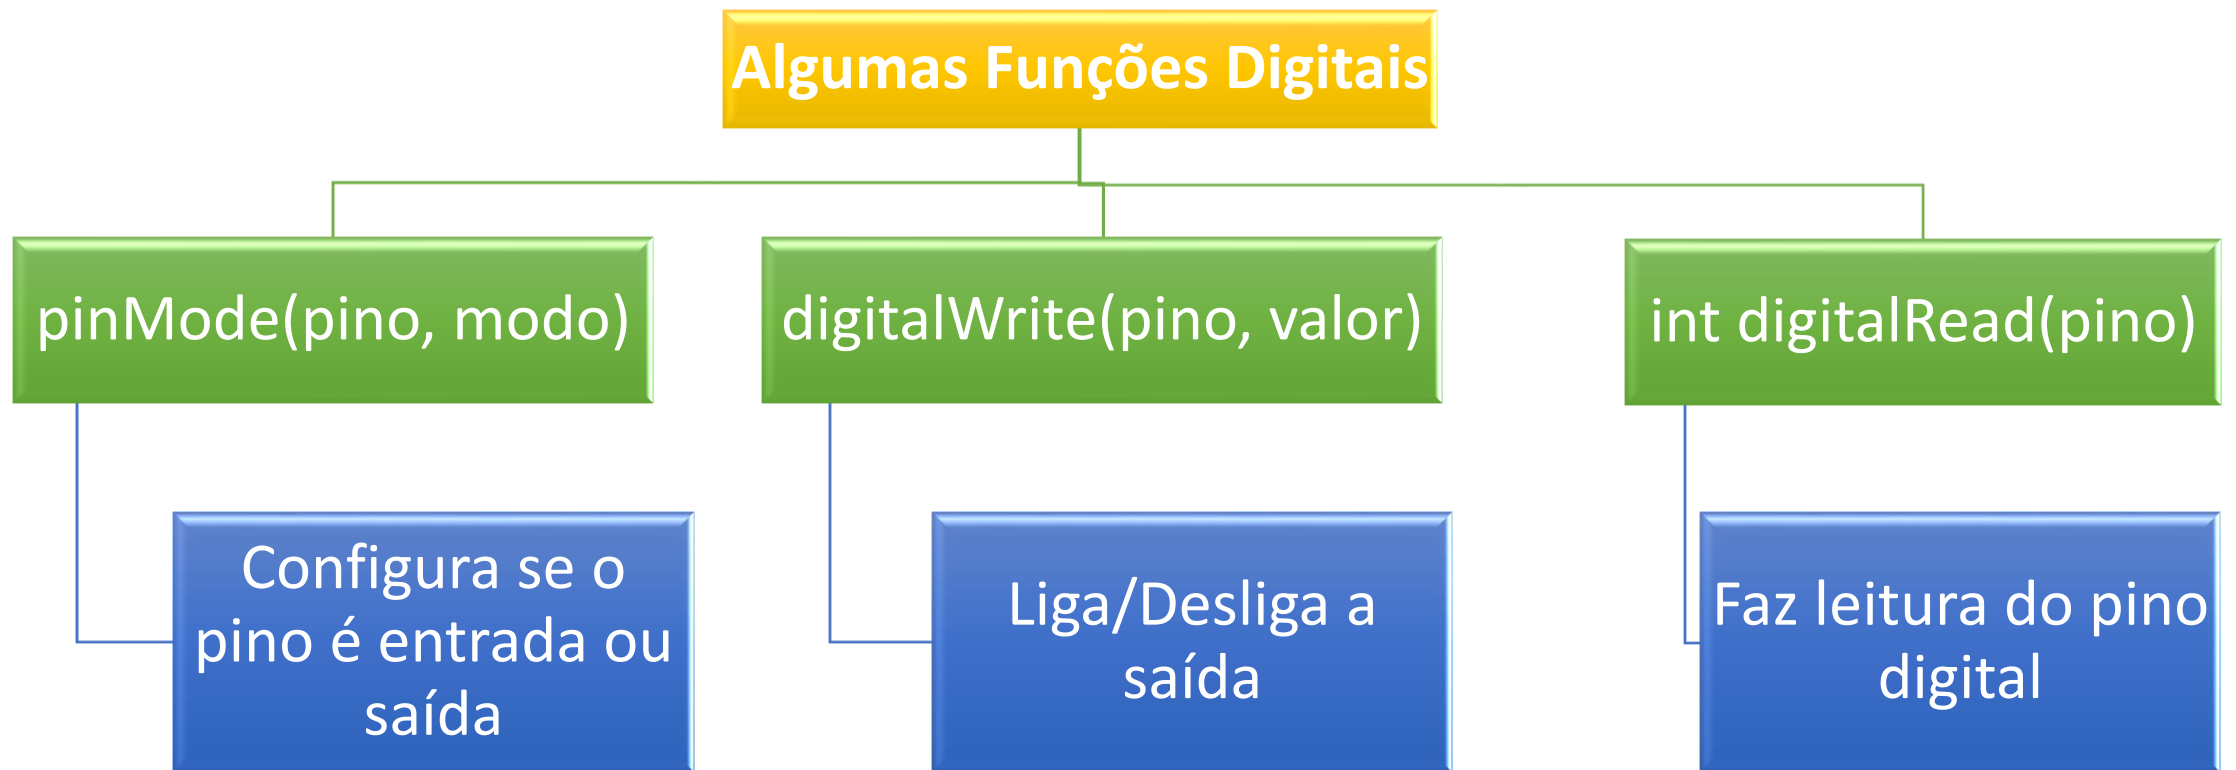 Algumas Funções Digitais
pinMode(pino, modo)
digitalWrite(pino, valor)
int digitalRead(pino)
Configura se o
pino é entrada ou
saída
Liga/Desliga a
saída
Faz leitura do pino
digital